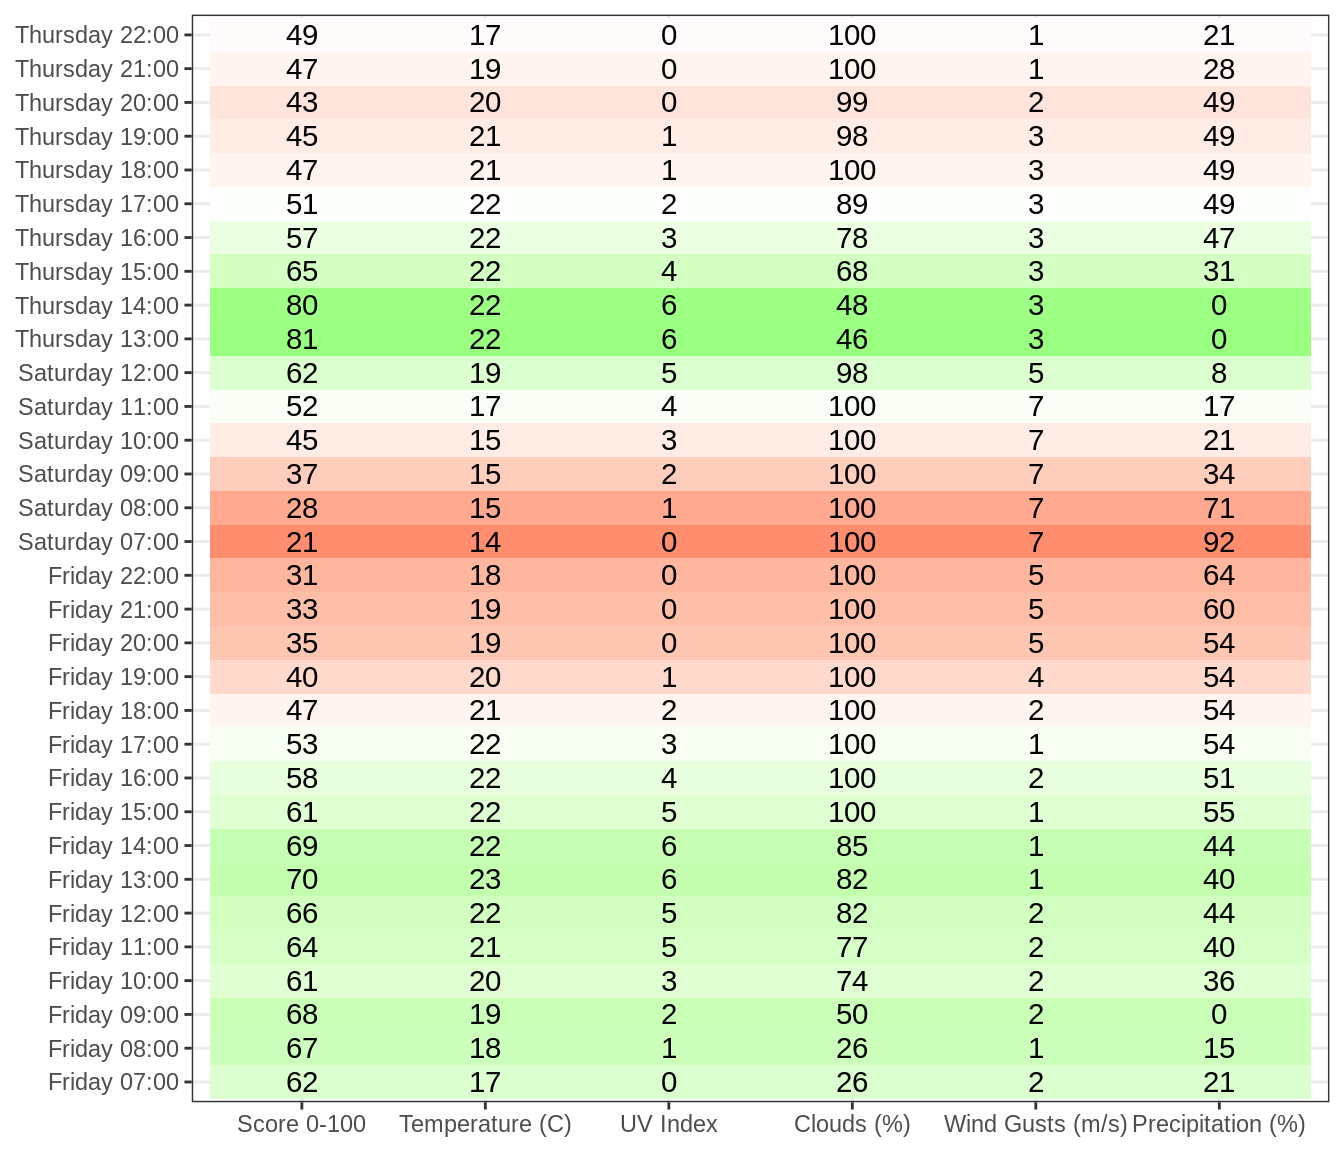 Thursday 22:00 49 17 0 100 1 21
Thursday 21:00 47 19 0 100 1 28
Thursday 20:00 43 20 0 99 2 49
Thursday 19:00 45 21 1 98 3 49
Thursday 18:00 47 21 1 100 3 49
Thursday 17:00 51 22 2 89 3 49
Thursday 16:00 57 22 3 78 3 47
Thursday 15:00 65 22 4 68 3 31
Thursday 14:00 80 22 6 48 3 0
Thursday 13:00 81 22 6 46 3 0
Saturday 12:00 62 19 5 98 5 8
Saturday 11:00 52 17 4 100 7 17
Saturday 10:00 45 15 3 100 7 21
Saturday 09:00 37 15 2 100 7 34
Saturday 08:00 28 15 1 100 7 71
Saturday 07:00 21 14 0 100 7 92
Friday 22:00 31 18 0 100 5 64
Friday 21:00 33 19 0 100 5 60
Friday 20:00 35 19 0 100 5 54
Friday 19:00 40 20 1 100 4 54
Friday 18:00 47 21 2 100 2 54
Friday 17:00 53 22 3 100 1 54
Friday 16:00 58 22 4 100 2 51
Friday 15:00 61 22 5 100 1 55
Friday 14:00 69 22 6 85 1 44
Friday 13:00 70 23 6 82 1 40
Friday 12:00 66 22 5 82 2 44
Friday 11:00 64 21 5 77 2 40
Friday 10:00 61 20 3 74 2 36
Friday 09:00 68 19 2 50 2 0
Friday 08:00 67 18 1 26 1 15
Friday 07:00 62 17 0 26 2 21
Score 0-100 Temperature (C) UV Index Clouds (%) Wind Gusts (m/s) Precipitation (%)